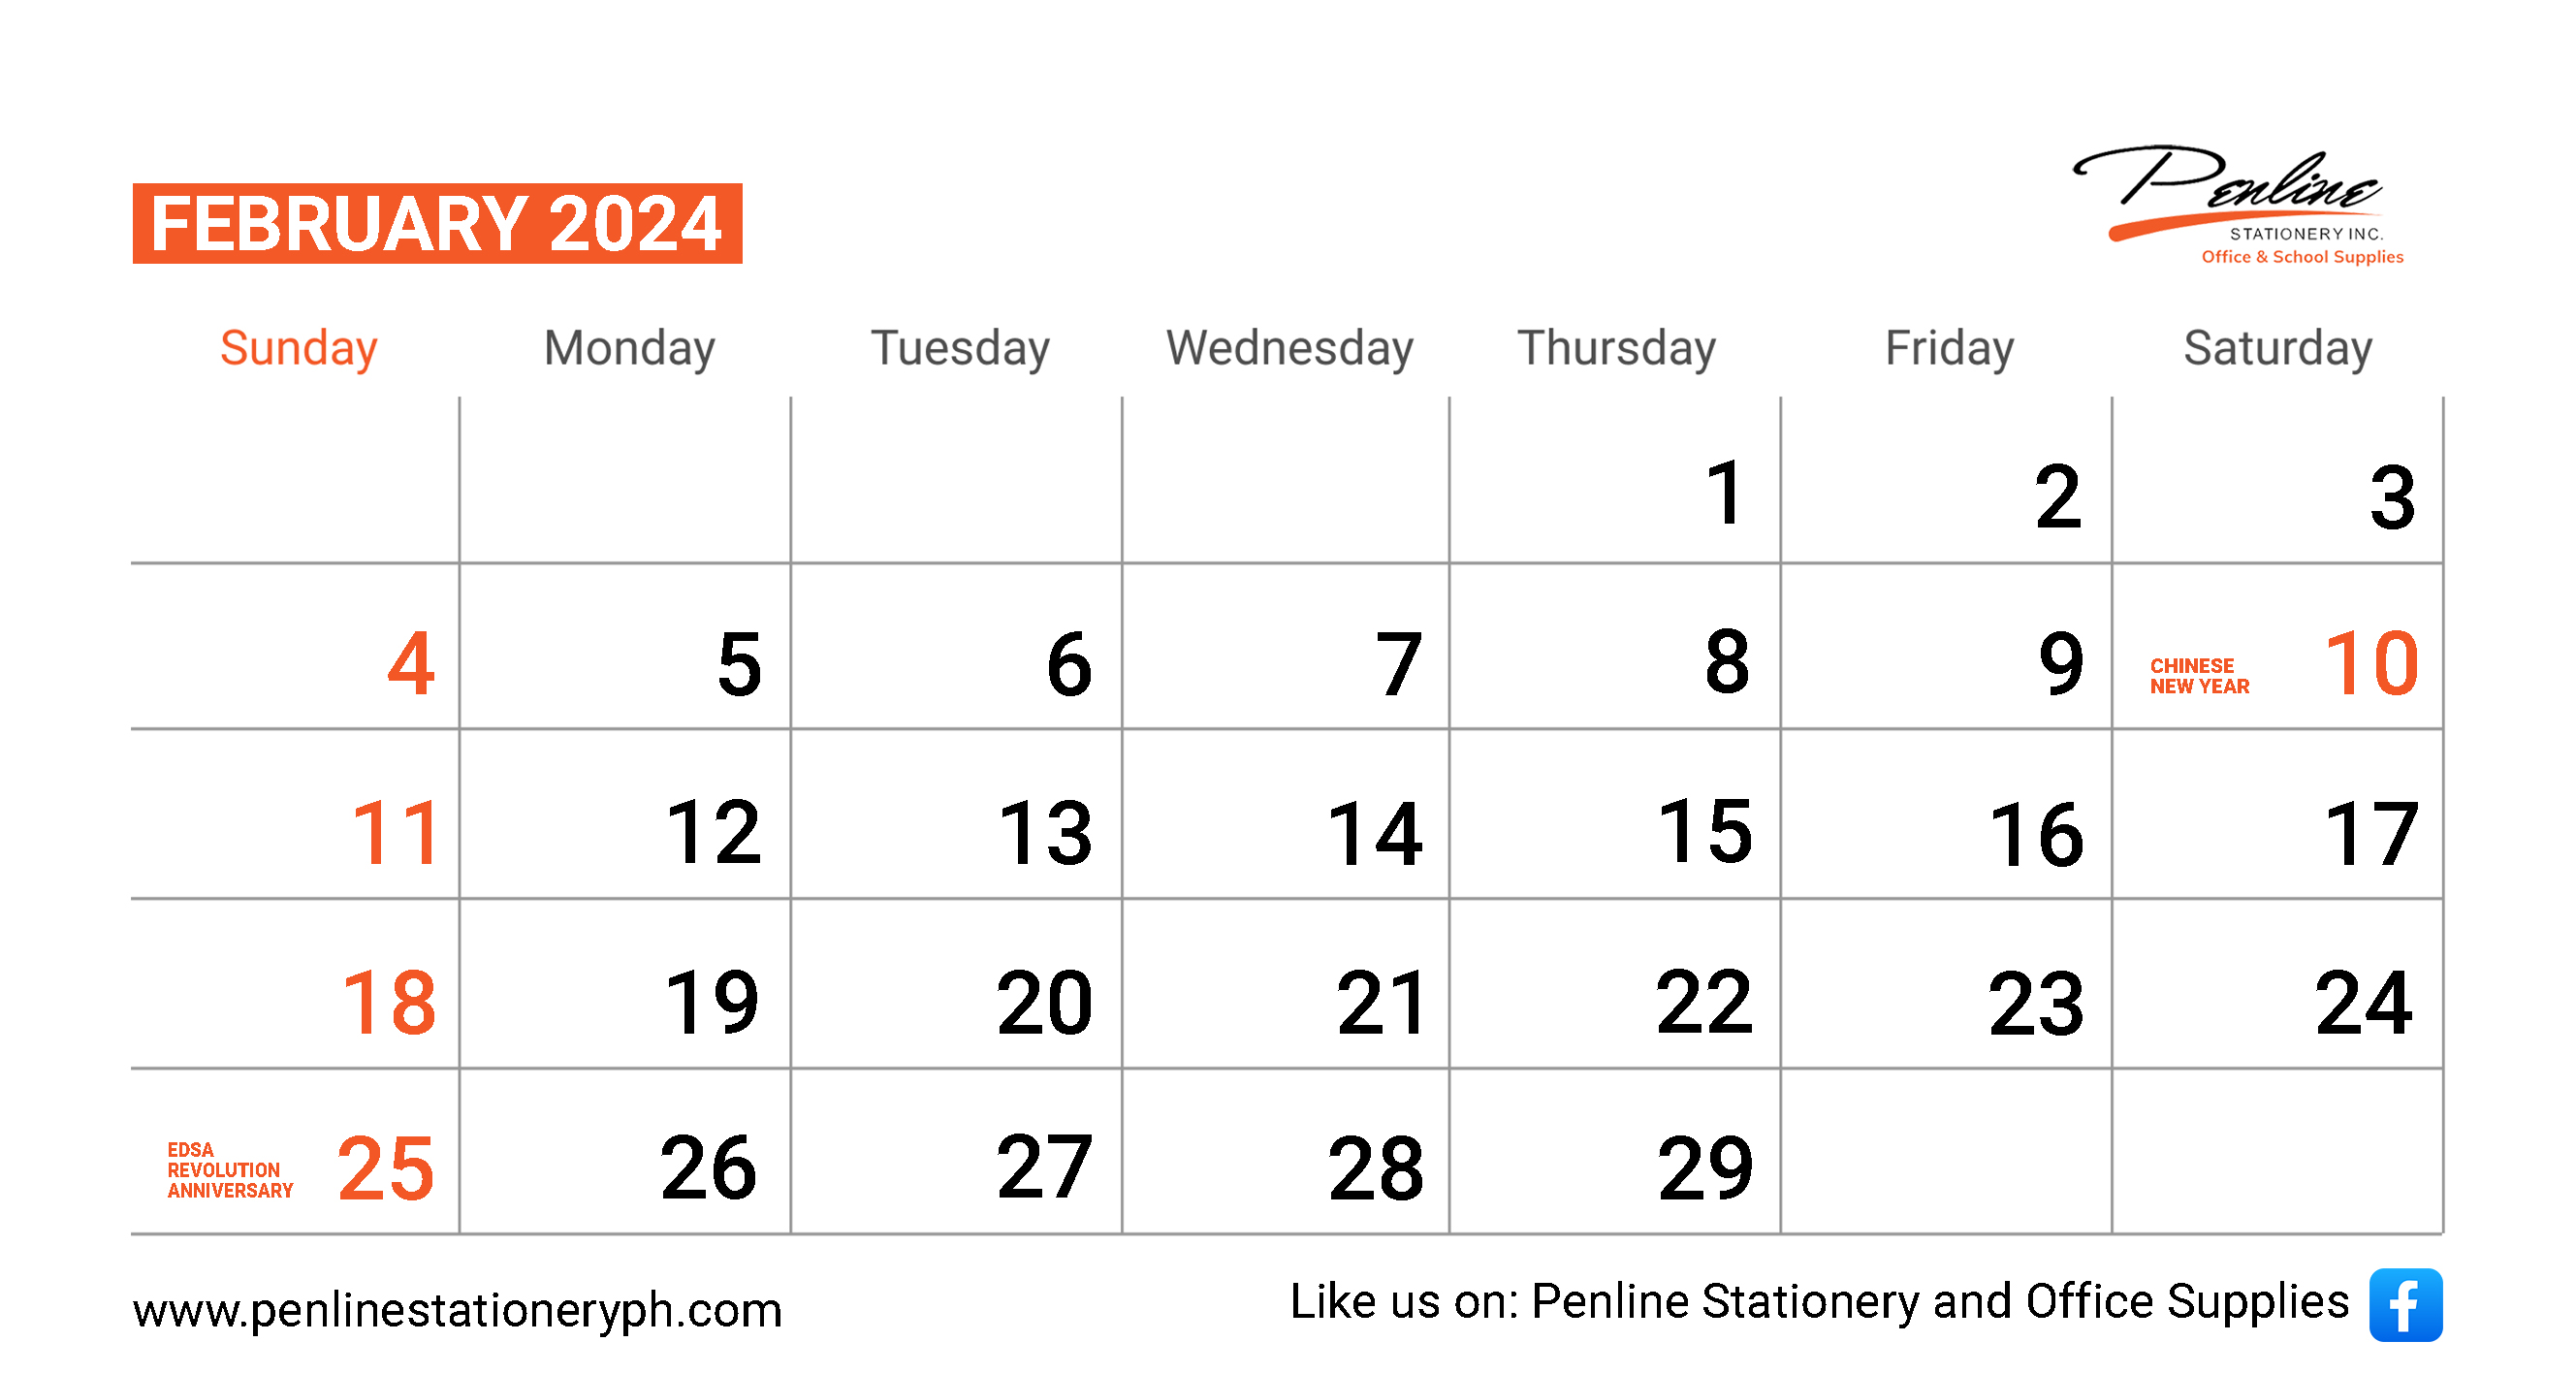 Penline
FEBRUARY 2024
STATIONERY INC.
Office & School Supplies
Sunday Monday Tuesday Wednesday Thursday Friday Saturday
1 2 3
4 5 6 7 8 9 CHINESE NEW YEAR 10
11 12 13 14 15 16 17
18 19 20 21 22 23 24
EDSA REVOLUTION ANNIVERSARY 25 26 27 28 29
www.penlinestationeryph.com
Like us on: Penline Stationery and Office Supplies f